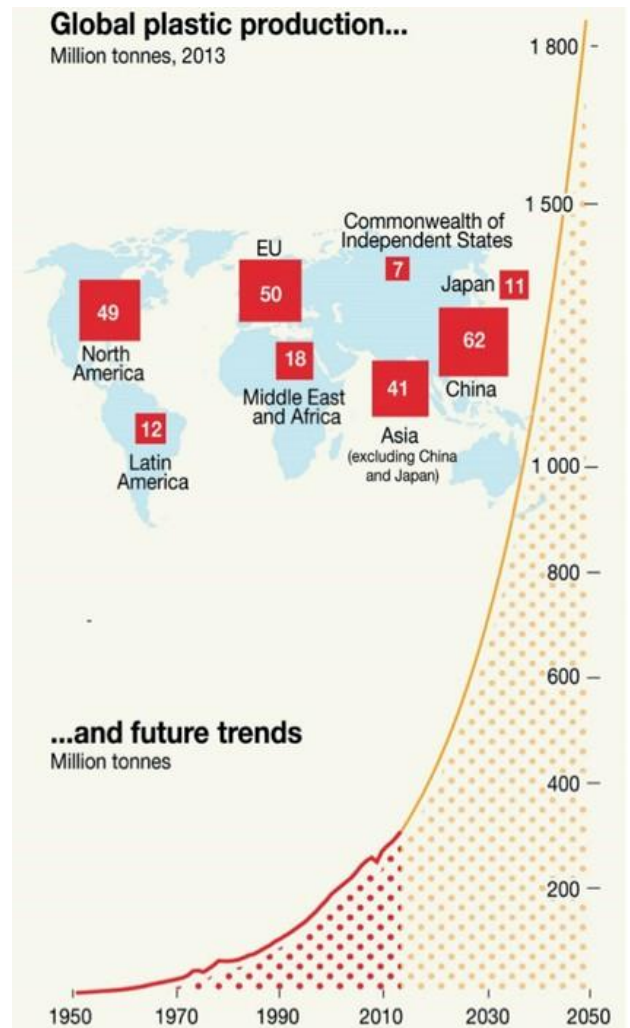 Global plastic production...
Million tonnes, 2013
1 800
1 500
Commonwealth of
Independent States
7
EU
50
Japan 11
49
North
America
18
Middle East
and Africa
62
China
41
Asia
(excluding China
and Japan)
12
Latin
America
1 000
800
600
...and future trends
Million tonnes
400
200
1950 1970 1990 2010 2030 2050